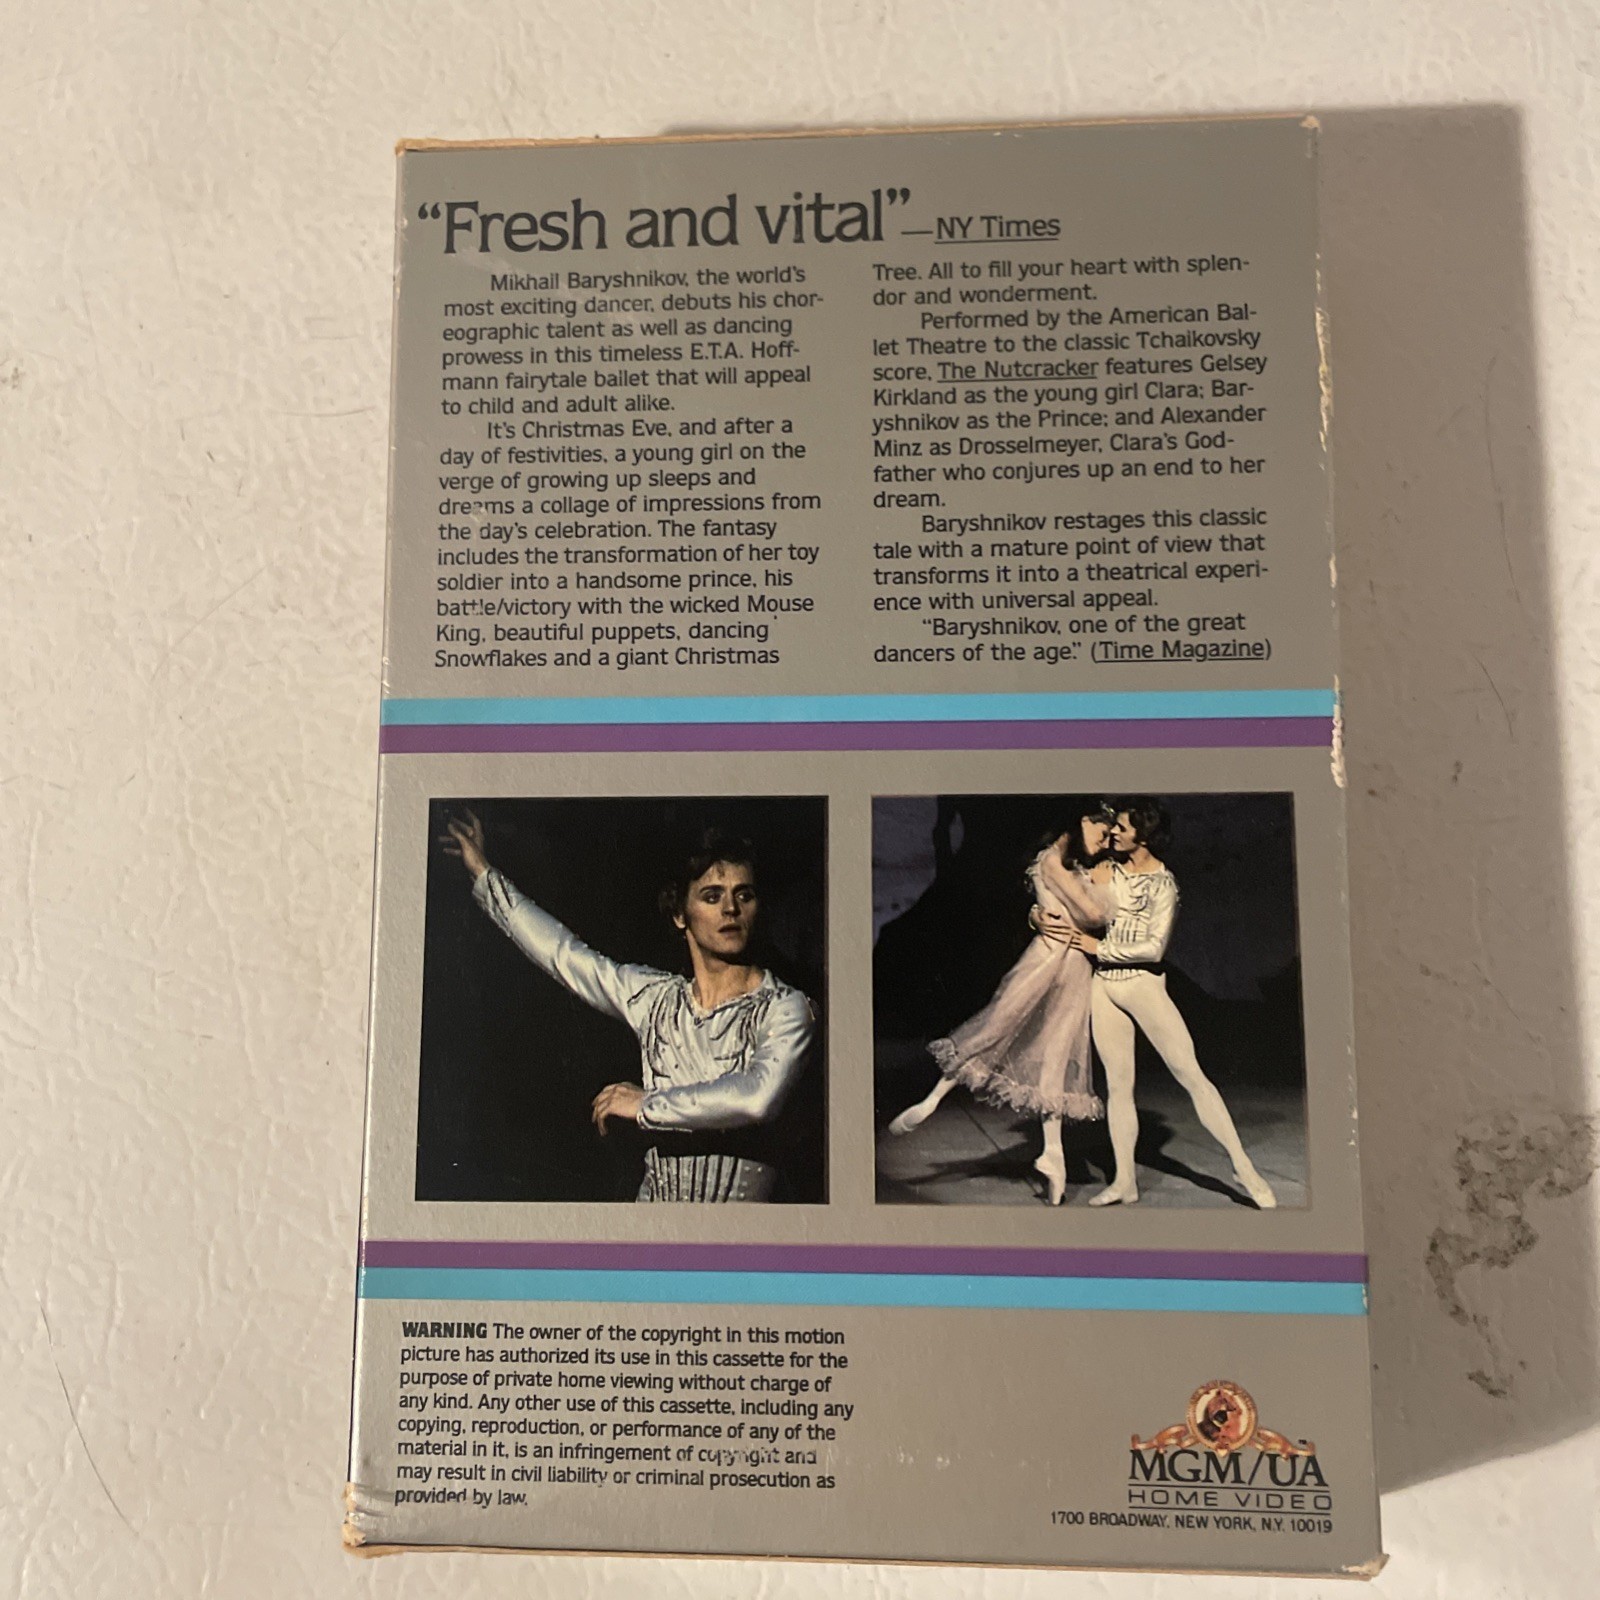 “Fresh and vital” —NY Times
Mikhail Baryshnikov, the world's
most exciting dancer, debuts his chor-
eographic talent as well as dancing
prowess in this timeless E.T.A. Hoff-
mann fairytale ballet that will appeal
to child and adult alike.
It's Christmas Eve, and after a
day of festivities, a young girl on the
verge of growing up sleeps and
dreams a collage of impressions from
the day's celebration. The fantasy
includes the transformation of her toy
soldier into a handsome prince, his
battle/victory with the wicked Mouse
King, beautiful puppets, dancing
Snowflakes and a giant Christmas
Tree. All to fill your heart with splen-
dor and wonderment.
Performed by the American Bal-
let Theatre to the classic Tchaikovsky
score, The Nutcracker features Gelsey
Kirkland as the young girl Clara; Bar-
yshnikov as the Prince; and Alexander
Minz as Drosselmeyer, Clara's God-
father who conjures up an end to her
dream.
Baryshnikov restages this classic
tale with a mature point of view that
transforms it into a theatrical experi-
ence with universal appeal.
“Baryshnikov, one of the great
dancers of the age.” (Time Magazine)
WARNING The owner of the copyright in this motion
picture has authorized its use in this cassette for the
purpose of private home viewing without charge of
any kind. Any other use of this cassette, including any
copying, reproduction, or performance of any of the
material in it, is an infringement of copyright and
may result in civil liability or criminal prosecution as
provided by law.
MGM/UA
HOME VIDEO
1700 BROADWAY, NEW YORK, N.Y. 10019